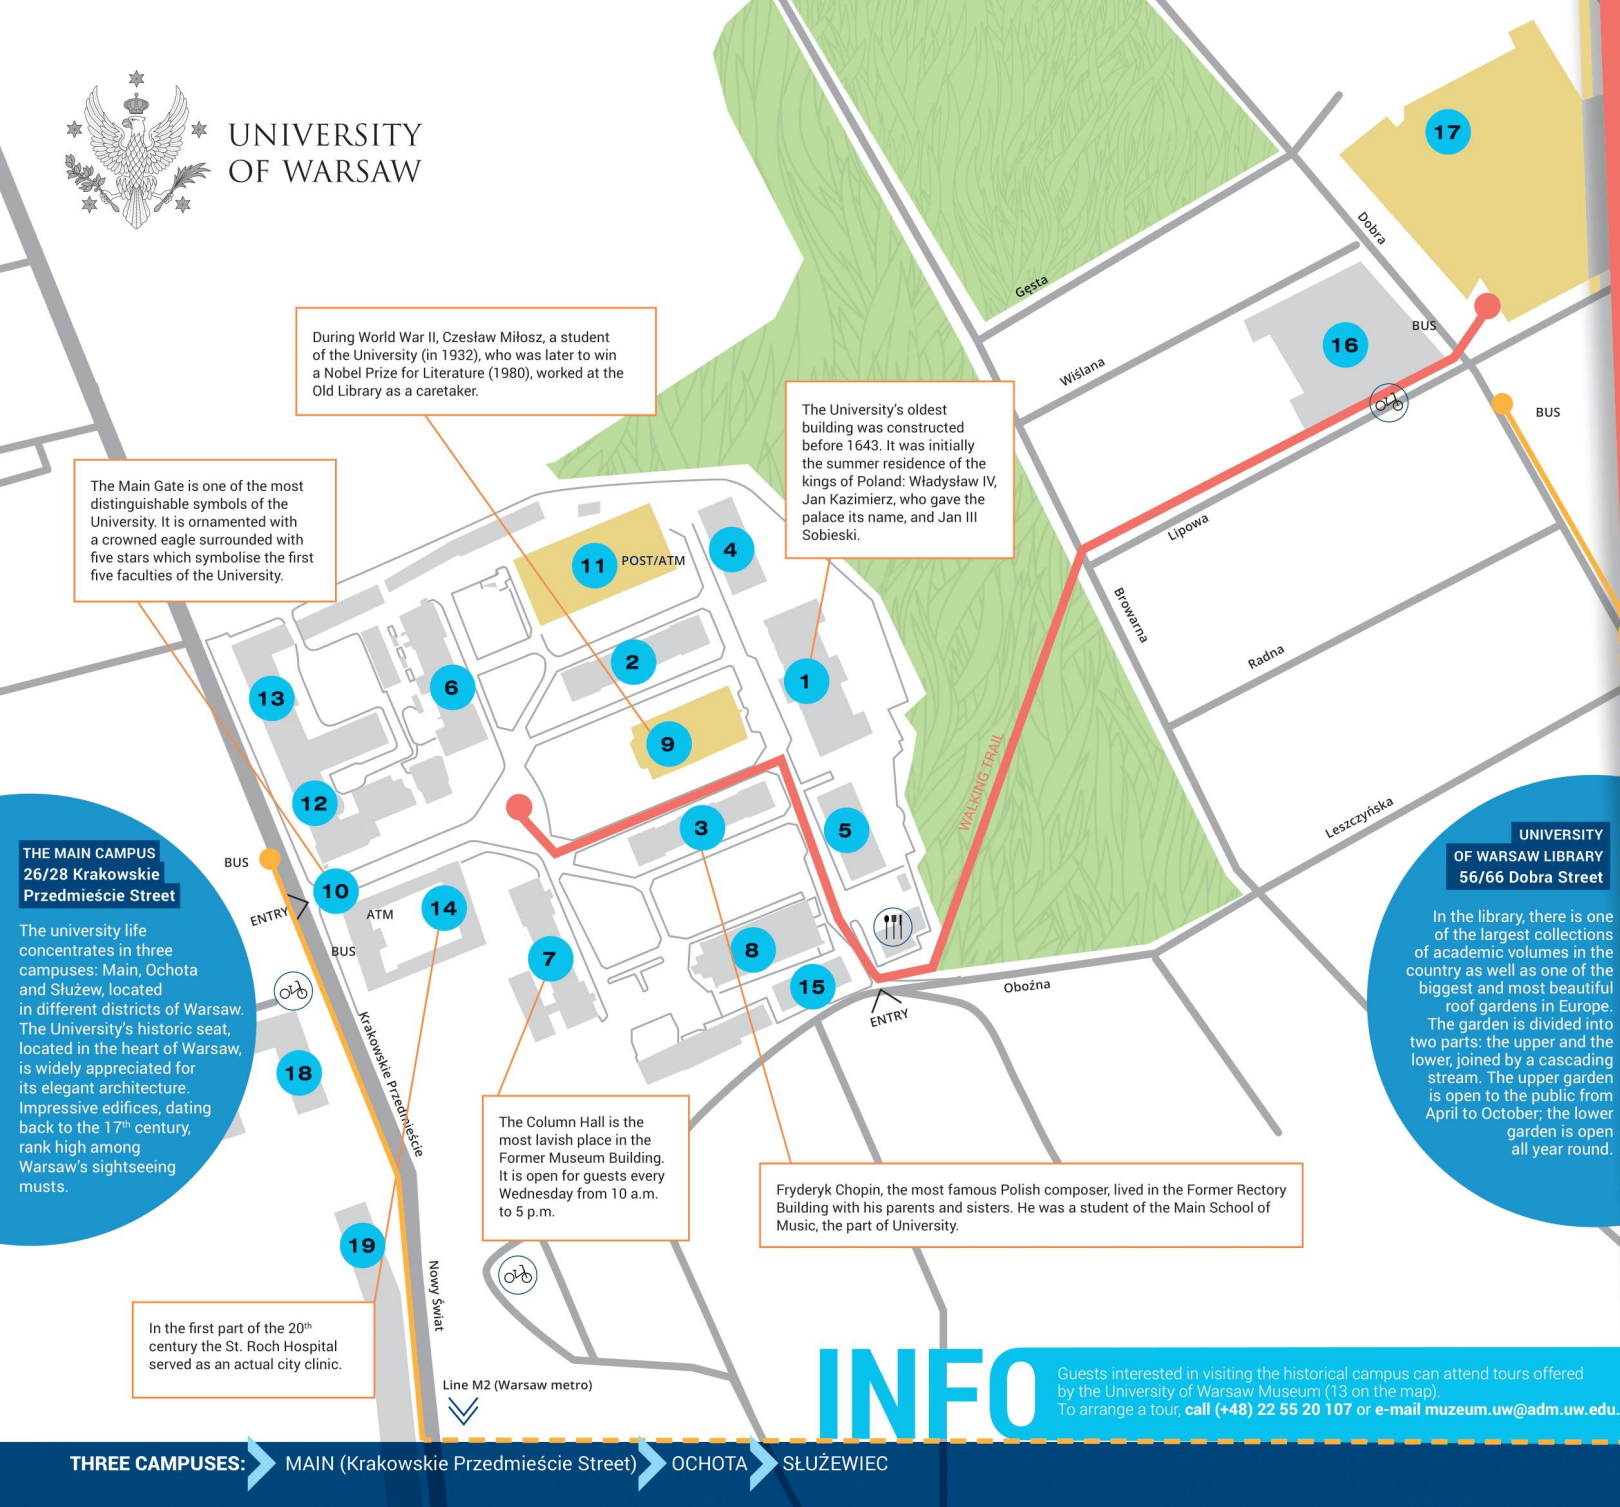 UNIVERSITY
OF WARSAW
17
Dobra
Gęsta
BUS
16
Wiślana
BUS
During World War II, Czesław Miłosz, a student
of the University (in 1932), who was later to win
a Nobel Prize for Literature (1980), worked at the
Old Library as a caretaker.
The University's oldest
building was constructed
before 1643. It was initially
the summer residence of the
kings of Poland: Władysław IV,
Jan Kazimierz, who gave the
palace its name, and Jan III
Sobieski.
The Main Gate is one of the most
distinguishable symbols of the
University. It is ornamented with
a crowned eagle surrounded with
five stars which symbolise the first
five faculties of the University.
Lipowa
11
POST/ATM
4
Browarna
Radna
2
1
6
13
9
WALKING TRAIL
12
3
5
Leszczyńska
THE MAIN CAMPUS
26/28 Krakowskie
Przedmieście Street
The university life
concentrates in three
campuses: Main, Ochota
and Służew, located
in different districts of Warsaw.
The University's historic seat,
located in the heart of Warsaw,
is widely appreciated for
its elegant architecture.
Impressive edifices, dating
back to the 17th century,
rank high among
Warsaw's sightseeing
musts.
BUS
10
ENTRY
ATM
14
BUS
7
8
15
ENTRY
Oboźna
UNIVERSITY
OF WARSAW LIBRARY
56/66 Dobra Street
In the library, there is one
of the largest collections
of academic volumes in the
country as well as one of the
biggest and most beautiful
roof gardens in Europe.
The garden is divided into
two parts: the upper and the
lower, joined by a cascading
stream. The upper garden
is open to the public from
April to October; the lower
garden is open
all year round.
18
Krakowskie Przedmieście
The Column Hall is the
most lavish place in the
Former Museum Building.
It is open for guests every
Wednesday from 10 a.m.
to 5 p.m.
Fryderyk Chopin, the most famous Polish composer, lived in the Former Rectory
Building with his parents and sisters. He was a student of the Main School of
Music, the part of University.
19
Nowy Świat
In the first part of the 20th
century the St. Roch Hospital
served as an actual city clinic.
Line M2 (Warsaw metro)
INFO
Guests interested in visiting the historical campus can attend tours offered
by the University of Warsaw Museum (13 on the map).
To arrange a tour, call (+48) 22 55 20 107 or e-mail muzeum.uw@adm.uw.edu.
THREE CAMPUSES: MAIN (Krakowskie Przedmieście Street) OCHOTA SŁUŻEWIEC